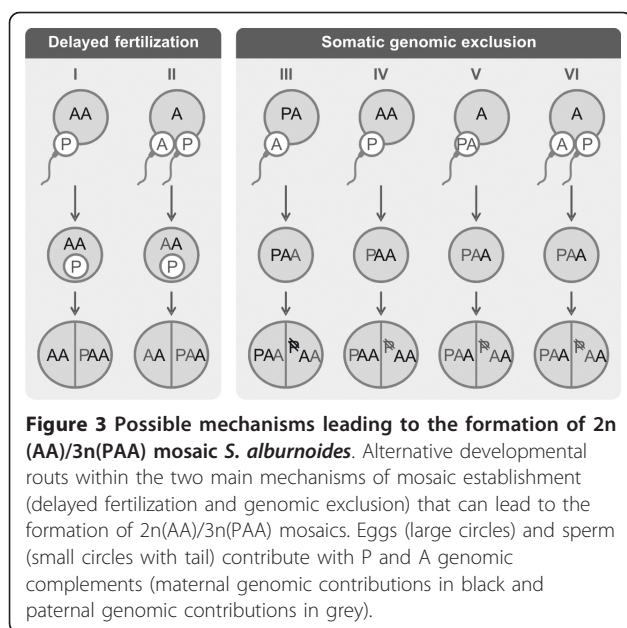 Delayed fertilization
Somatic genomic exclusion
I II III IV V VI
AA A PA AA A A
P A P A P PA A P
AA AA PAA PAA PAA PAA
P P
AA PAA AA PAA PAA P AA PAA P AA PAA P AA PAA P AA
Figure 3 Possible mechanisms leading to the formation of 2n
(AA)/3n(PAA) mosaic S. alburnoides. Alternative developmental
routs within the two main mechanisms of mosaic establishment
(delayed fertilization and genomic exclusion) that can lead to the
formation of 2n(AA)/3n(PAA) mosaics. Eggs (large circles) and sperm
(small circles with tail) contribute with P and A genomic
complements (maternal genomic contributions in black and
paternal genomic contributions in grey).